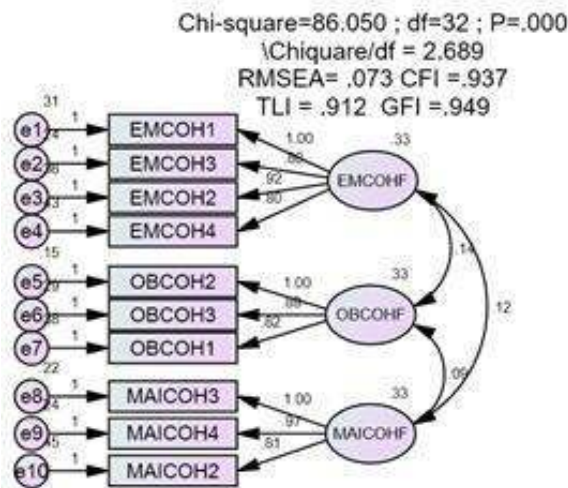 Chi-square=86.050 ; df=32 ; P=.000
\Chiquare/df = 2.689
RMSEA= .073 CFI =.937
TLI = .912 GFI =.949
31
e1 1 EMCOH1 1.00 .33
e2 1 EMCOH3
e3 1 EMCOH2 .92 EMCOHF
e4 1 EMCOH4 .80
.14
.15
e5 1 OBCOH2 1.00 .33
e6 1 OBCOH3 OBCOHF 12
e7 1 OBCOH1 .82
.22 .09
e8 1 MAICOH3 1.00 .33
e9 1 MAICOH4 .97 MAICOHF
e10 1 MAICOH2 .81